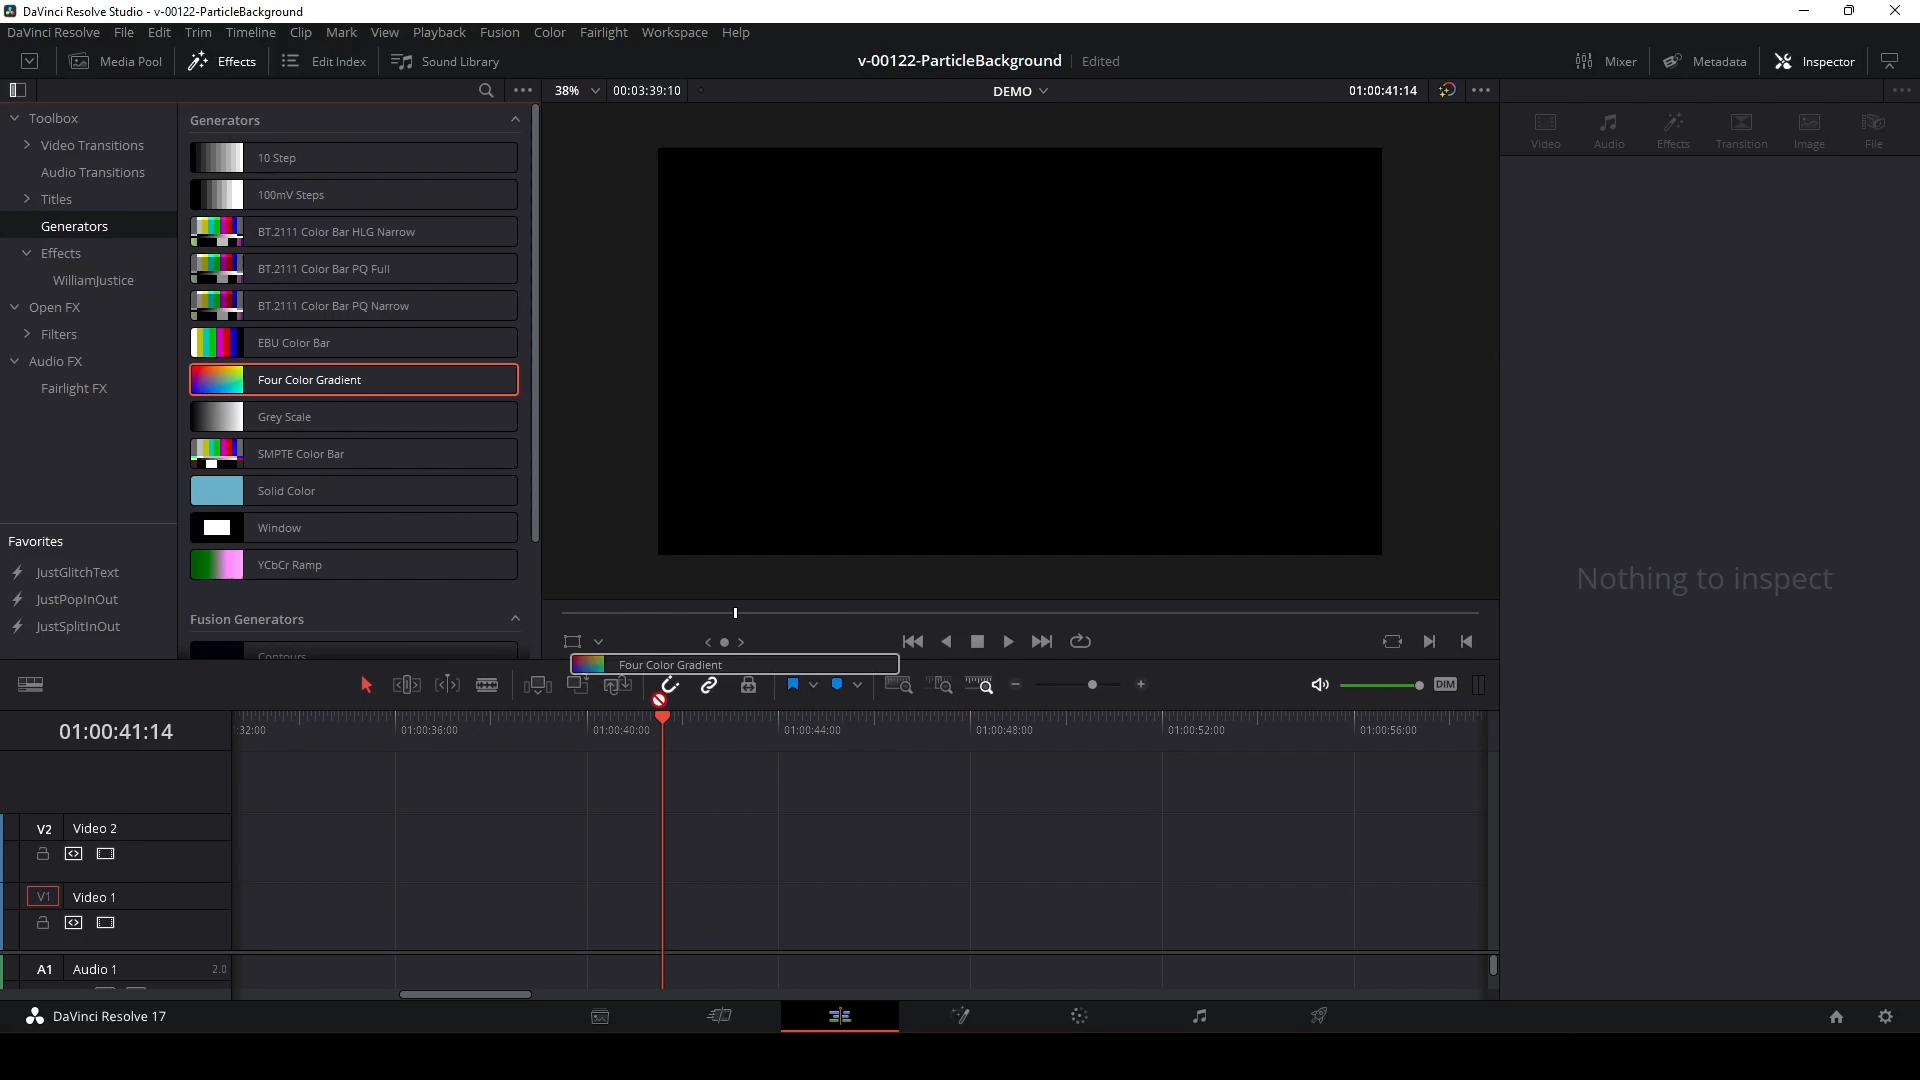 DaVinci Resolve Studio - v-00122-ParticleBackground
DaVinci Resolve File Edit Trim Timeline Clip Mark View Playback Fusion Color Fairlight Workspace Help
Media Pool Effects Edit Index Sound Library v-00122-ParticleBackground Edited Mixer Metadata Inspector
38% 00:03:39:10 DEMO 01:00:41:14
Toolbox
Video Transitions
Audio Transitions
Titles
Generators
Effects
WilliamJustice
Open FX
Filters
Audio FX
Fairlight FX
Favorites
JustGlitchText
JustPopInOut
JustSplitInOut
Generators
10 Step
100mV Steps
BT.2111 Color Bar HLG Narrow
BT.2111 Color Bar PQ Full
BT.2111 Color Bar PQ Narrow
EBU Color Bar
Four Color Gradient
Grey Scale
SMPTE Color Bar
Solid Color
Window
YCbCr Ramp
Fusion Generators
Contours
Video Audio Effects Transition Image File
Nothing to inspect
Four Color Gradient
DIM
01:00:41:14
:32:00 01:00:36:00 01:00:40:00 01:00:44:00 01:00:48:00 01:00:52:00 01:00:56:00
V2 Video 2
V1 Video 1
A1 Audio 1 2.0
DaVinci Resolve 17